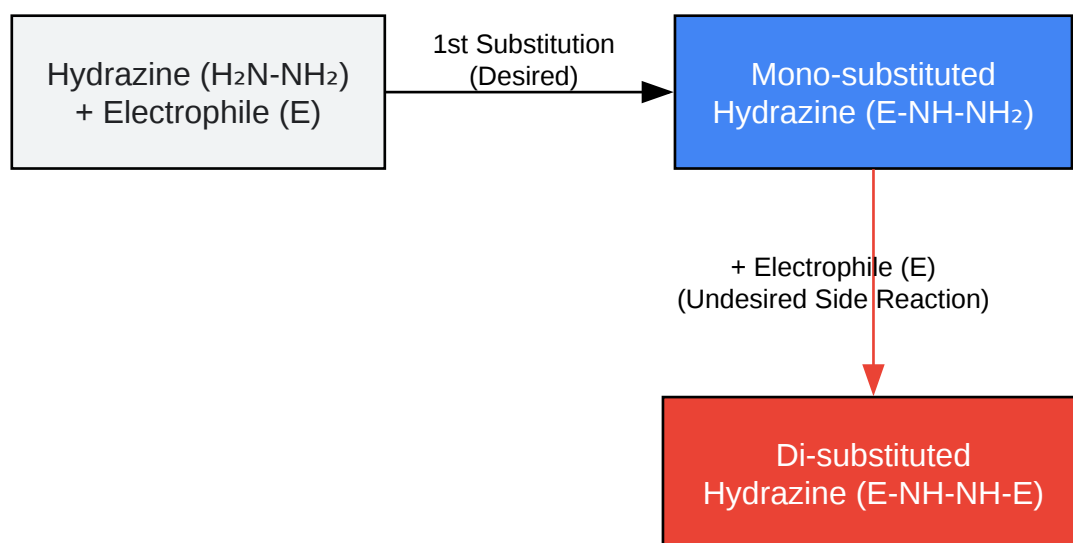 Hydrazine (H₂N-NH₂)
+ Electrophile (E)
1st Substitution
(Desired)
Mono-substituted
Hydrazine (E-NH-NH₂)
+ Electrophile (E)
(Undesired Side Reaction)
Di-substituted
Hydrazine (E-NH-NH-E)